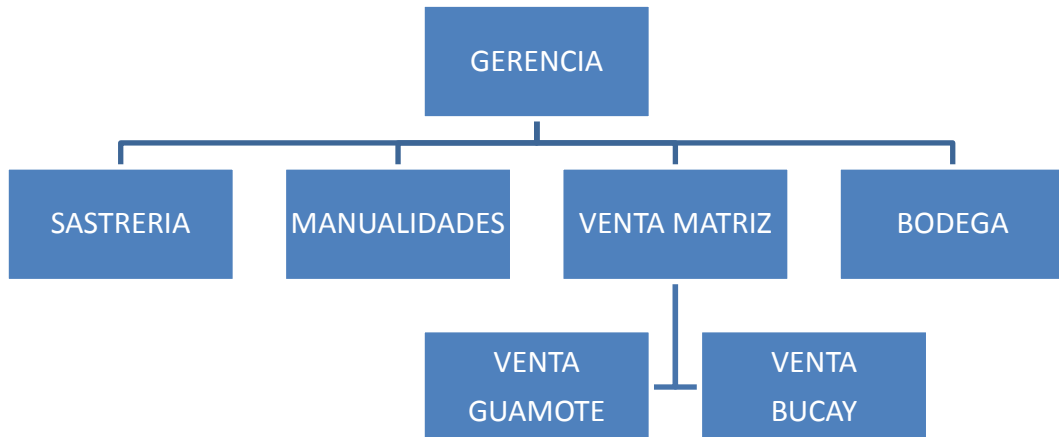 GERENCIA
SASTRERIA
MANUALIDADES
VENTA MATRIZ
BODEGA
VENTA
GUAMOTE
VENTA
BUCAY